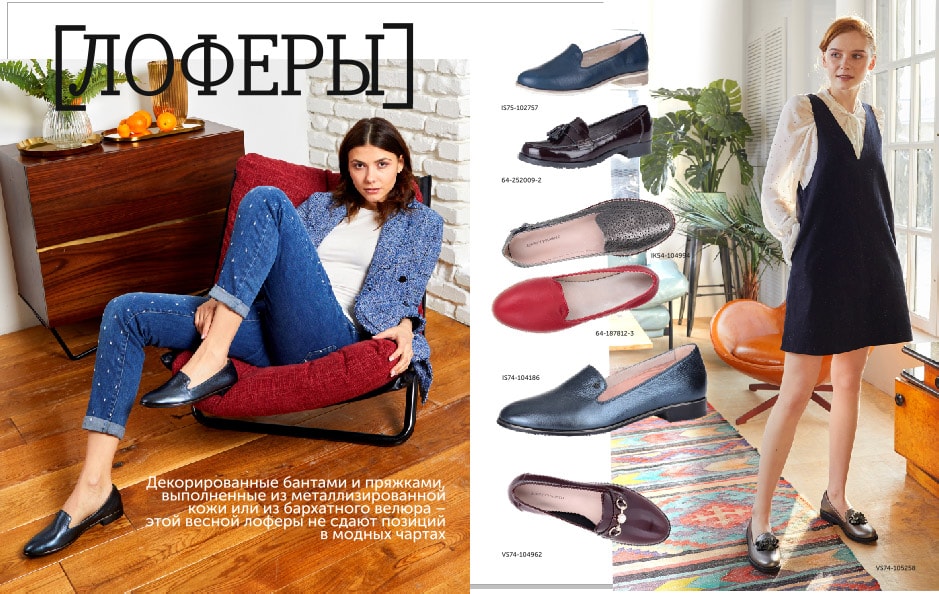 [ЛОФЕРЫ]
Декорированные бантами и пряжками,
выполненные из металлизированной
кожи или из бархатного велюра –
этой весной лоферы не сдают позиций
в модных чартах
IS75-102757
64-252009-2
IK54-104994
64-187812-3
IS74-104186
VS74-104962
VS74-105258